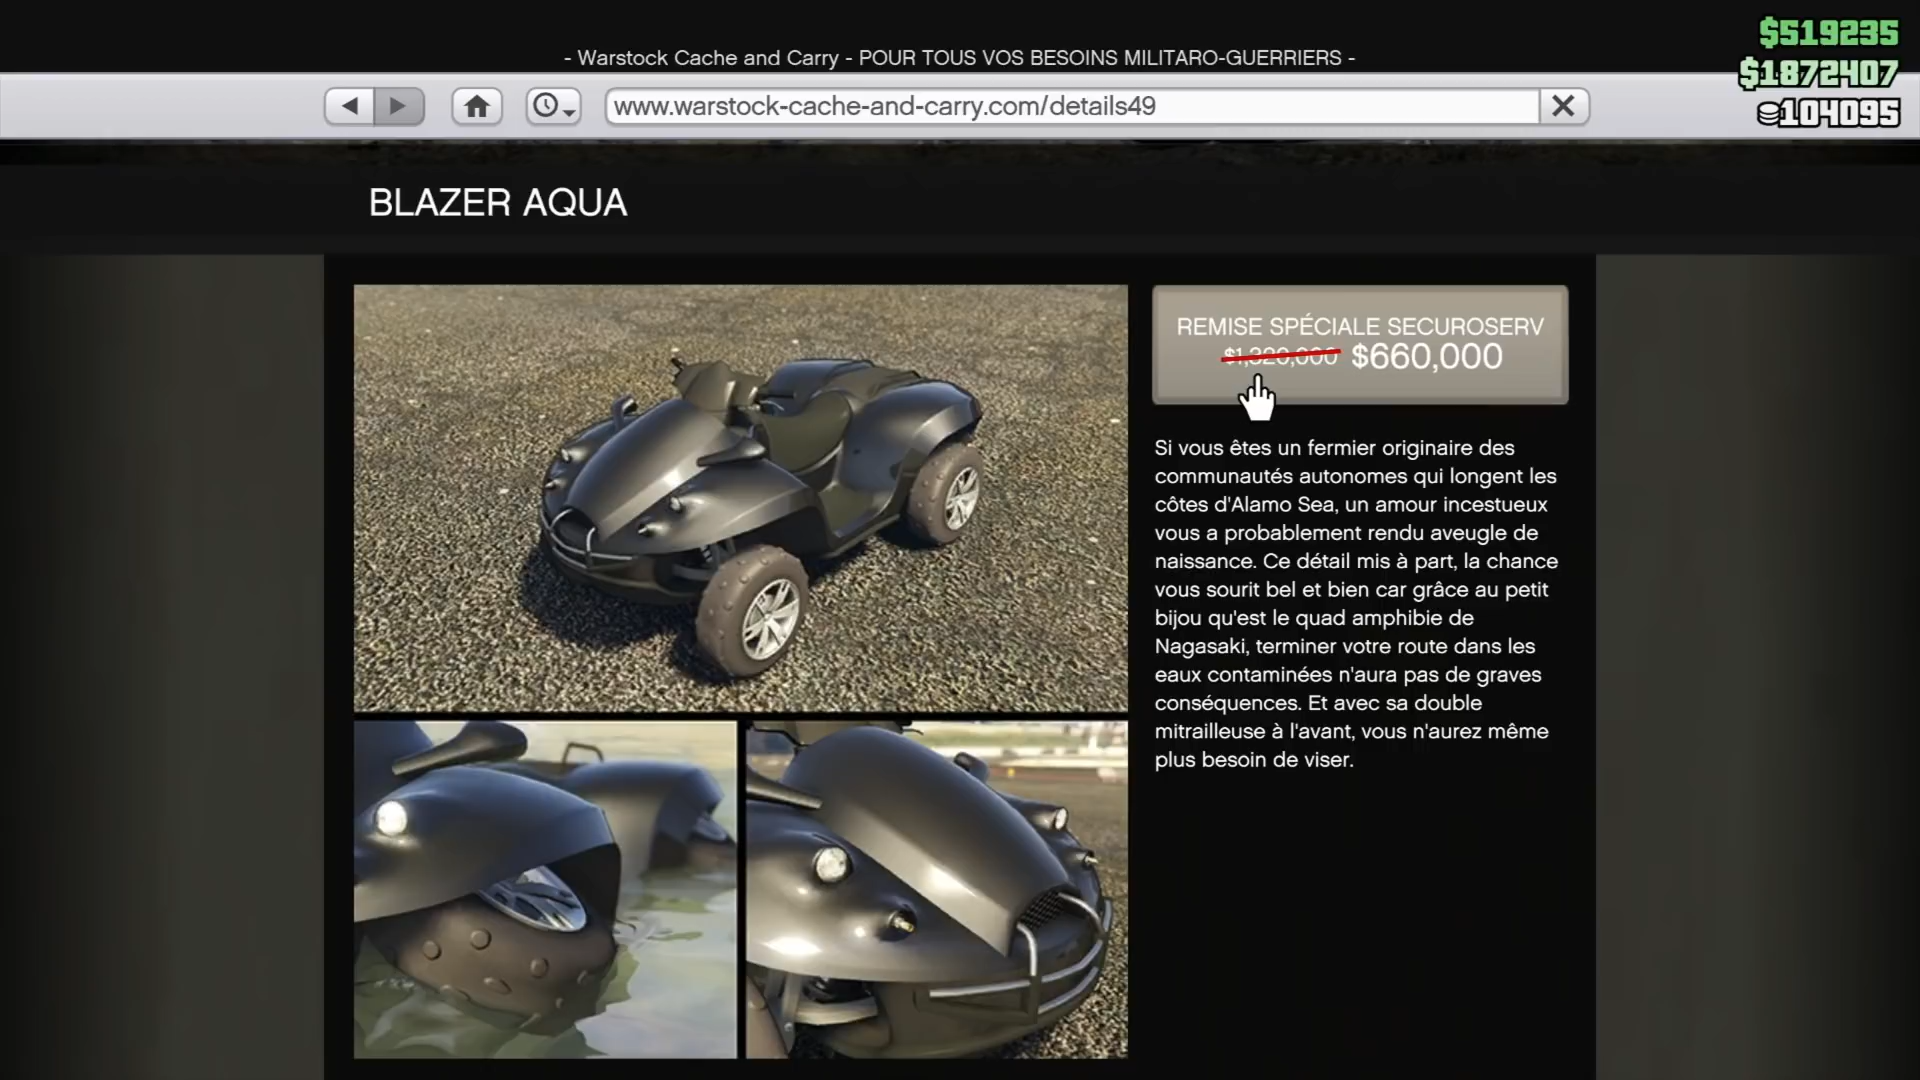 $519235
- Warstock Cache and Carry - POUR TOUS VOS BESOINS MILITARO-GUERRIERS -
$1872407
www.warstock-cache-and-carry.com/details49
104095
BLAZER AQUA
REMISE SPÉCIALE SECUROSERV
$1,320,000 $660,000
Si vous êtes un fermier originaire des
communautés autonomes qui longent les
côtes d'Alamo Sea, un amour incestueux
vous a probablement rendu aveugle de
naissance. Ce détail mis à part, la chance
vous sourit bel et bien car grâce au petit
bijou qu'est le quad amphibie de
Nagasaki, terminer votre route dans les
eaux contaminées n'aura pas de graves
conséquences. Et avec sa double
mitrailleuse à l'avant, vous n'aurez même
plus besoin de viser.